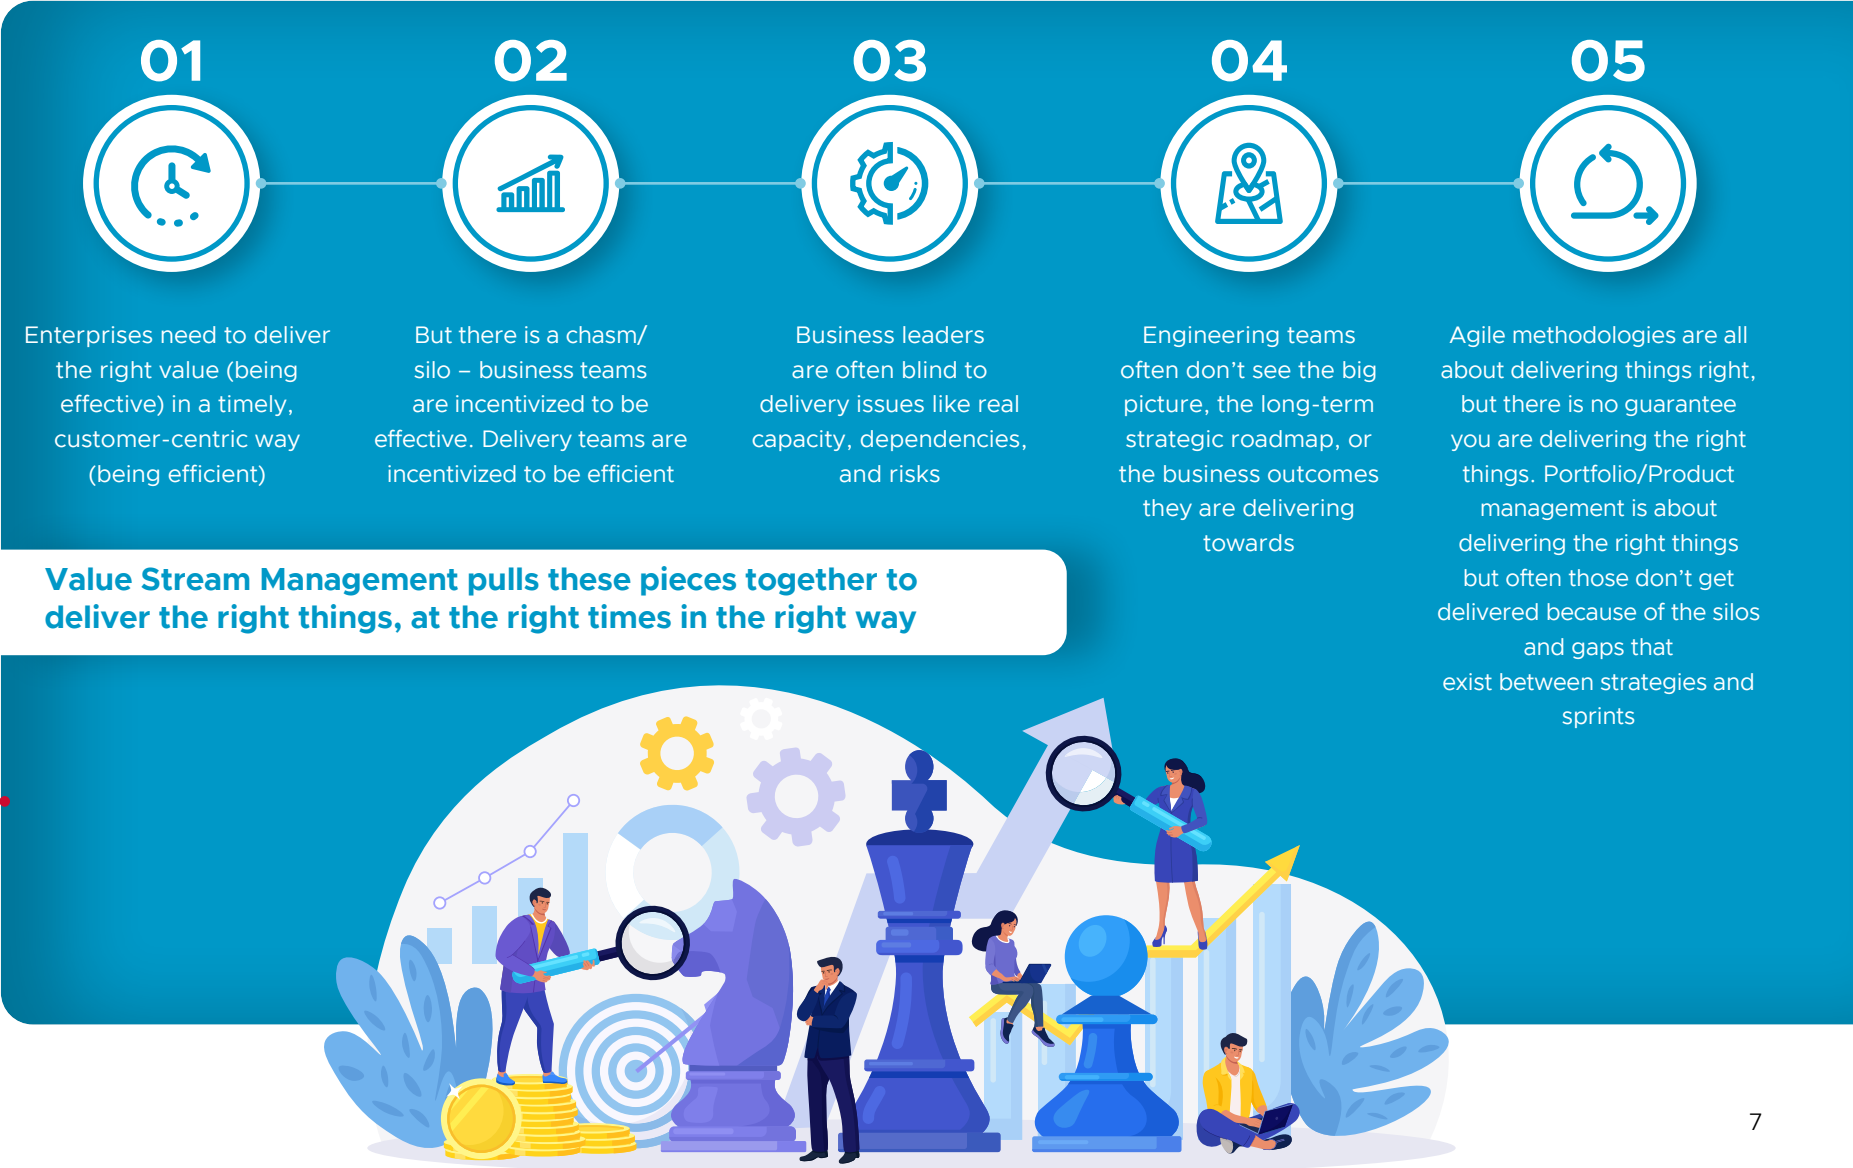 01
Enterprises need to deliver
the right value (being
effective) in a timely,
customer-centric way
(being efficient)
02
But there is a chasm/
silo – business teams
are incentivized to be
effective. Delivery teams are
incentivized to be efficient
03
Business leaders
are often blind to
delivery issues like real
capacity, dependencies,
and risks
04
Engineering teams
often don’t see the big
picture, the long-term
strategic roadmap, or
the business outcomes
they are delivering
towards
05
Agile methodologies are all
about delivering things right,
but there is no guarantee
you are delivering the right
things. Portfolio/Product
management is about
delivering the right things
but often those don’t get
delivered because of the silos
and gaps that
exist between strategies and
sprints
Value Stream Management pulls these pieces together to
deliver the right things, at the right times in the right way
7